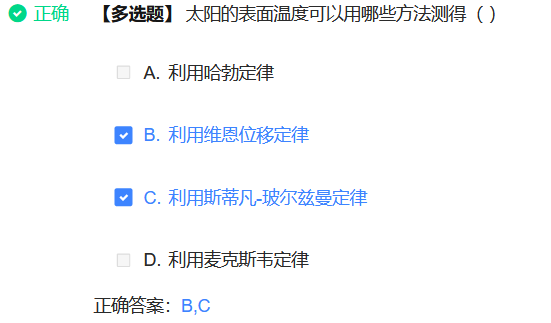 正确 【多选题】 太阳的表面温度可以用哪些方法测得（ ）
A. 利用哈勃定律
B. 利用维恩位移定律
C. 利用斯蒂凡-玻尔兹曼定律
D. 利用麦克斯韦定律
正确答案：B,C